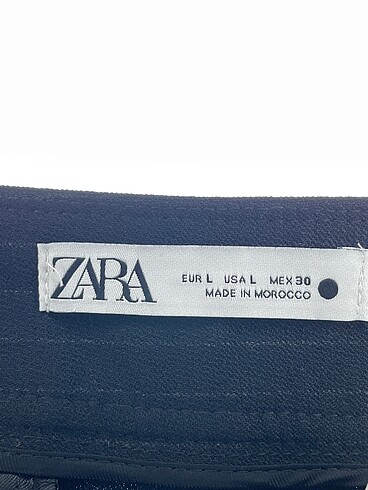 ZARA
EUR L USA L MEX 30
MADE IN MOROCCO